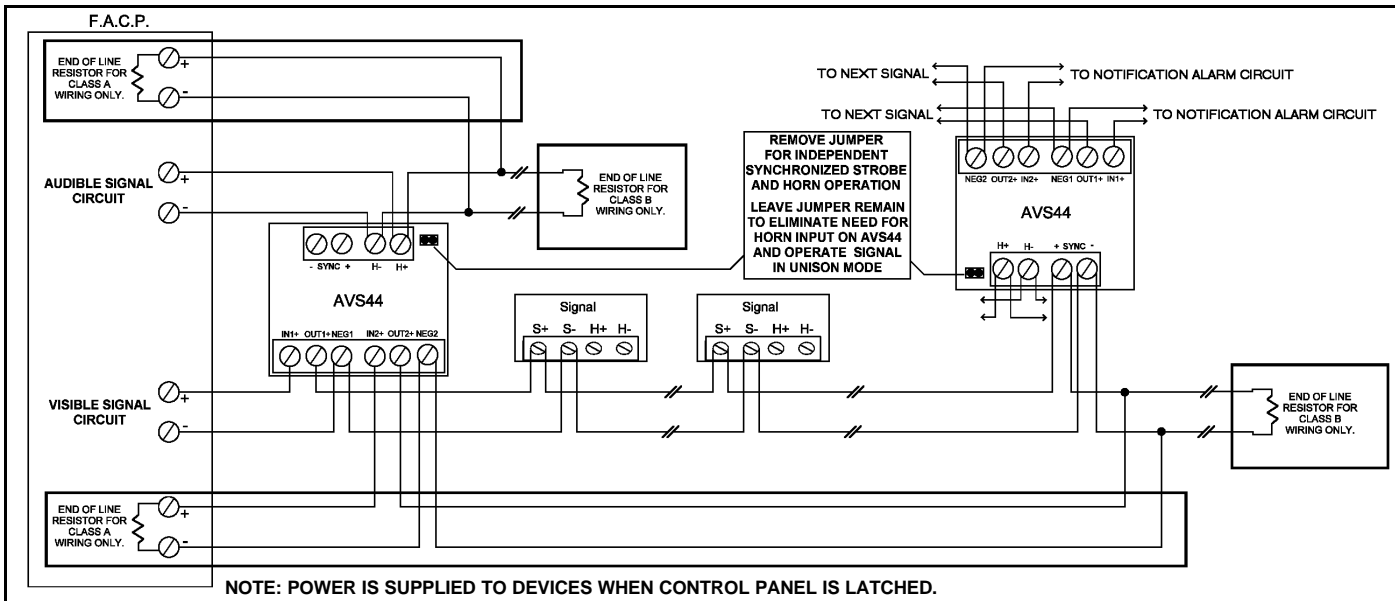 F.A.C.P.
END OF LINE
RESISTOR FOR
CLASS A
WIRING ONLY.
+
-
AUDIBLE SIGNAL
CIRCUIT
+
-
END OF LINE
RESISTOR FOR
CLASS B
WIRING ONLY.
- SYNC + H- H+
AVS44
IN1+ OUT1+ NEG1 IN2+ OUT2+ NEG2
REMOVE JUMPER
FOR INDEPENDENT
SYNCHRONIZED STROBE
AND HORN OPERATION
LEAVE JUMPER REMAIN
TO ELIMINATE NEED FOR
HORN INPUT ON AVS44
AND OPERATE SIGNAL
IN UNISON MODE
TO NEXT SIGNAL
TO NOTIFICATION ALARM CIRCUIT
TO NEXT SIGNAL
TO NOTIFICATION ALARM CIRCUIT
NEG2 OUT2+ IN2+ NEG1 OUT1+ IN1+
AVS44
H+ H- + SYNC -
Signal
S+ S- H+ H-
Signal
S+ S- H+ H-
VISIBLE SIGNAL
CIRCUIT
+
-
END OF LINE
RESISTOR FOR
CLASS B
WIRING ONLY.
END OF LINE
RESISTOR FOR
CLASS A
WIRING ONLY.
+
-
NOTE: POWER IS SUPPLIED TO DEVICES WHEN CONTROL PANEL IS LATCHED.